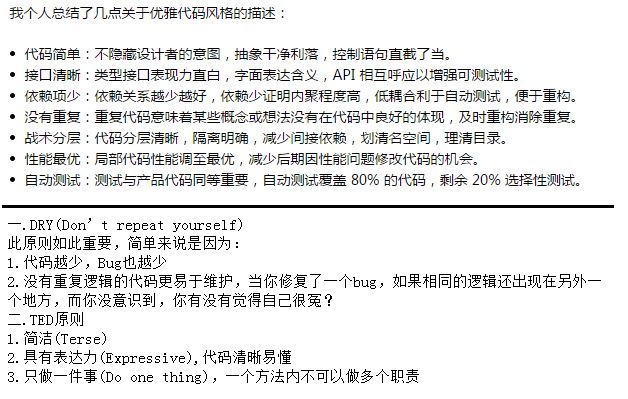 我个人总结了几点关于优雅代码风格的描述：
• 代码简单：不隐藏设计者的意图，抽象干净利落，控制语句直截了当。
• 接口清晰：类型接口表现力直白，字面表达含义，API 相互呼应以增强可测试性。
• 依赖项少：依赖关系越少越好，依赖少证明内聚程度高，低耦合利于自动测试，便于重构。
• 没有重复：重复代码意味着某些概念或想法没有在代码中良好的体现，及时重构消除重复。
• 战术分层：代码分层清晰，隔离明确，减少间接依赖，划清名空间，理清目录。
• 性能最优：局部代码性能调至最优，减少后期因性能问题修改代码的机会。
• 自动测试：测试与产品代码同等重要，自动测试覆盖 80% 的代码，剩余 20% 选择性测试。
一.DRY(Don’t repeat yourself)
此原则如此重要，简单来说是因为：
1.代码越少，Bug也越少
2.没有重复逻辑的代码更易于维护，当你修复了一个bug，如果相同的逻辑还出现在另外一
个地方，而你没意识到，你有没有觉得自己很冤？
二.TED原则
1.简洁(Terse)
2.具有表达力(Expressive),代码清晰易懂
3.只做一件事(Do one thing)，一个方法内不可以做多个职责